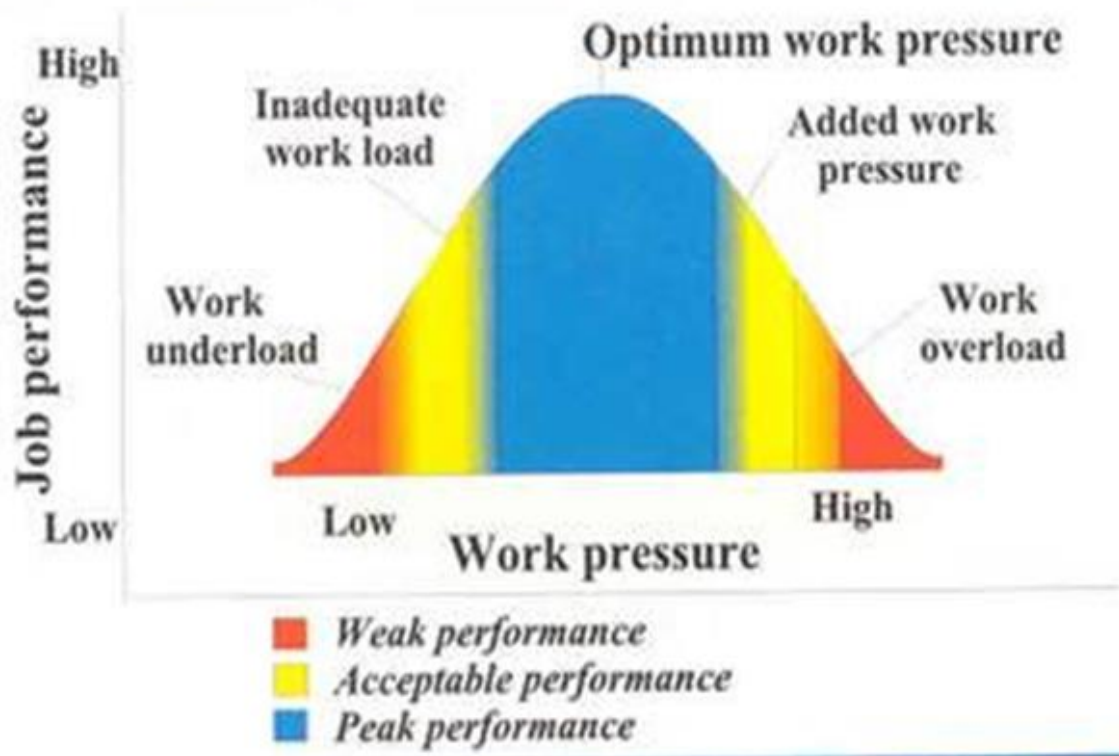 Optimum work pressure
High
Inadequate
work load
Added work
pressure
Job performance
Work
underload
Work
overload
Low
Low
High
Work pressure
Weak performance
Acceptable performance
Peak performance